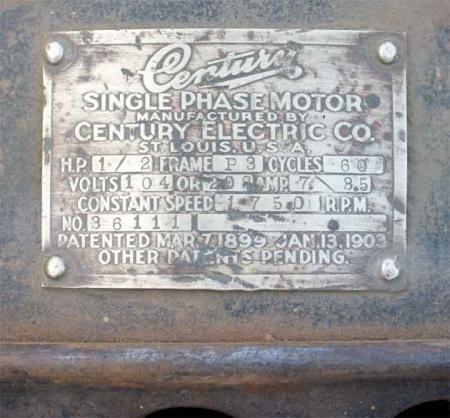 Century
SINGLE PHASE MOTOR
MANUFACTURED BY
CENTURY ELECTRIC CO.
ST. LOUIS, U.S.A.
H.P. 1/2 FRAME P3 CYCLES 60
VOLTS 104 OR 208 AMP. 7/3.5
CONSTANT SPEED 1750 R.P.M.
NO. 36111
PATENTED MAR. 7, 1899 JAN. 13, 1903
OTHER PATENTS PENDING.